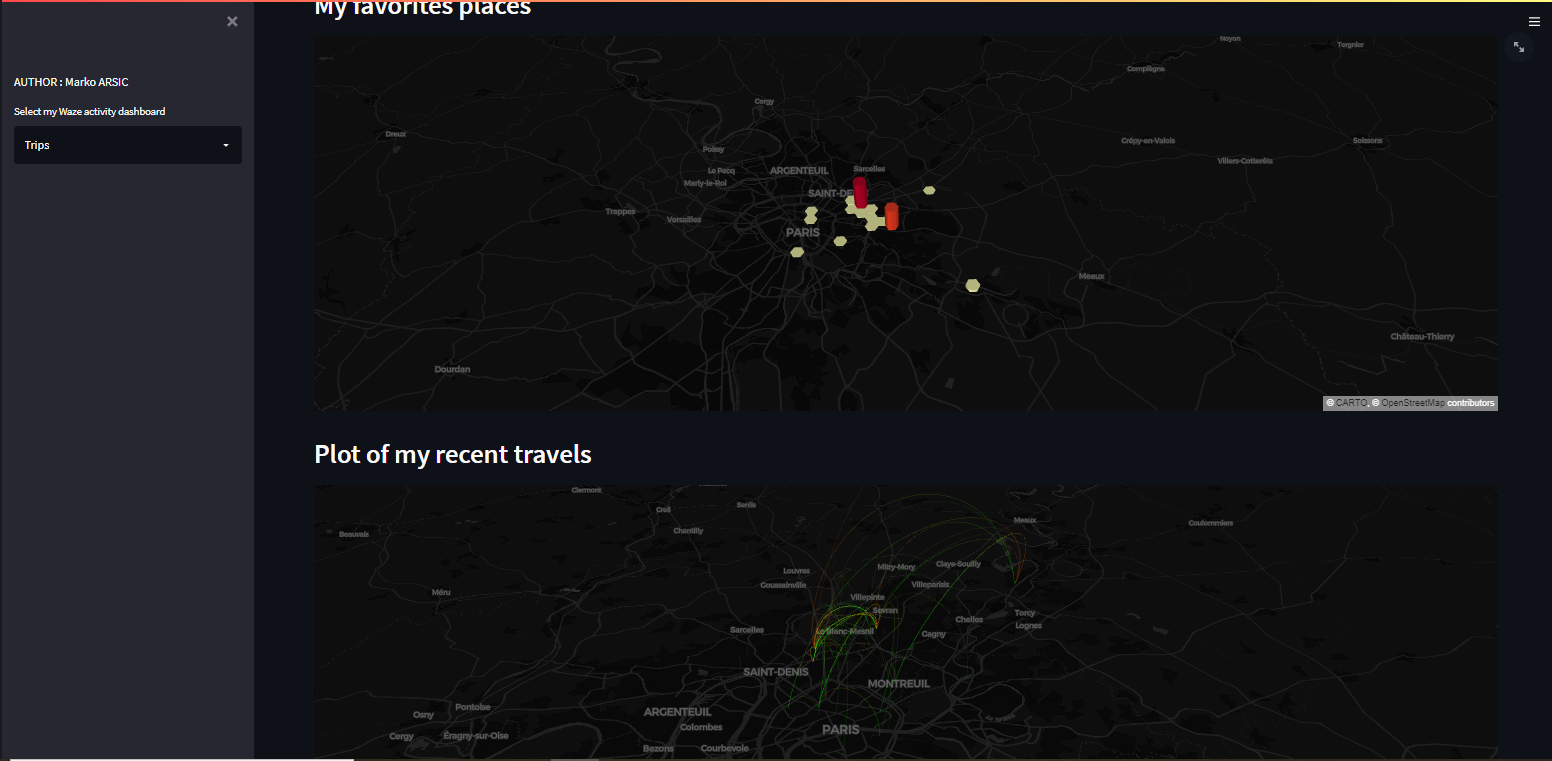 My favorites places
×
AUTHOR : Marko ARSIC
Select my Waze activity dashboard
Trips
Noyon
Tergnier
Compiègne
Cergy
Dreux
Crépy-en-Valois
Soissons
Poissy
Villers-Cotterêts
Le Pecq
ARGENTEUIL
Sarcelles
Marly-le-Roi
SAINT-DENIS
Trappes
Versailles
PARIS
Meaux
Château-Thierry
Dourdan
© CARTO, © OpenStreetMap contributors
Plot of my recent travels
Clermont
Senlis
Creil
Meaux
Coulommiers
Beauvais
Chantilly
Mitry-Mory
Claye-Souilly
Louvres
Goussainville
Villeparisis
Méru
Villepinte
Sevran
Torcy
Chelles
Lognes
Sarcelles
Le Blanc-Mesnil
Gagny
SAINT-DENIS
MONTREUIL
Pontoise
Osny
ARGENTEUIL
Colombes
PARIS
Cergy
Éragny-sur-Oise
Bezons
Courbevoie